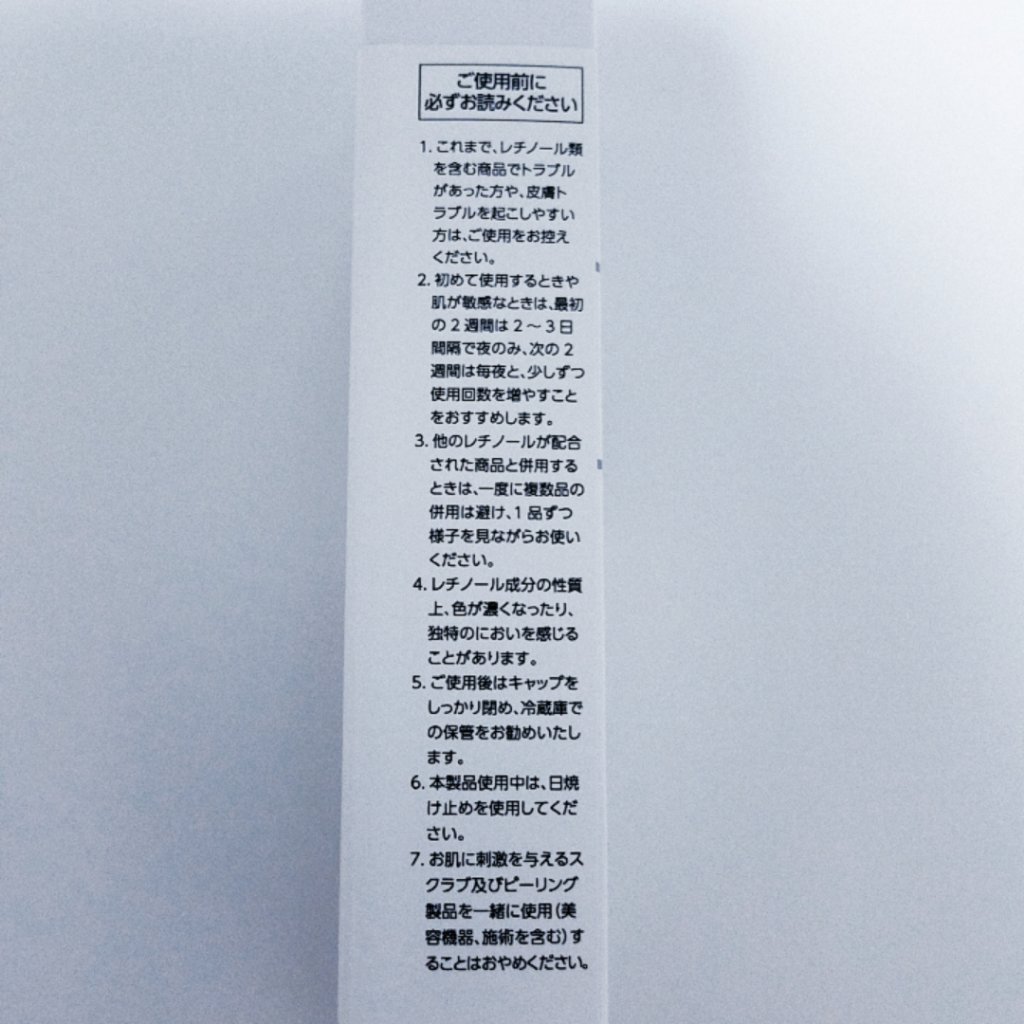 ご使用前に
必ずお読みください
1. これまで、レチノール類
を含む商品でトラブル
があった方や、皮膚ト
ラブルを起こしやすい
方は、ご使用をお控え
ください。
2. 初めて使用するときや
肌が敏感なときは、最初
の2週間は2～3日
間隔で夜のみ、次の2
週間は毎夜と、少しずつ
使用回数を増やすこと
をおすすめします。
3. 他のレチノールが配合
された商品と併用する
ときは、一度に複数品の
併用は避け、1品ずつ
様子を見ながらお使い
ください。
4. レチノール成分の性質
上、色が濃くなったり、
独特のにおいを感じる
ことがあります。
5. ご使用後はキャップを
しっかり閉め、冷蔵庫で
の保管をお勧めいたし
ます。
6. 本製品使用中は、日焼
け止めを使用してくだ
さい。
7. お肌に刺激を与えるス
クラブ及びピーリング
製品を一緒に使用(美
容機器、施術を含む)す
ることはおやめください。